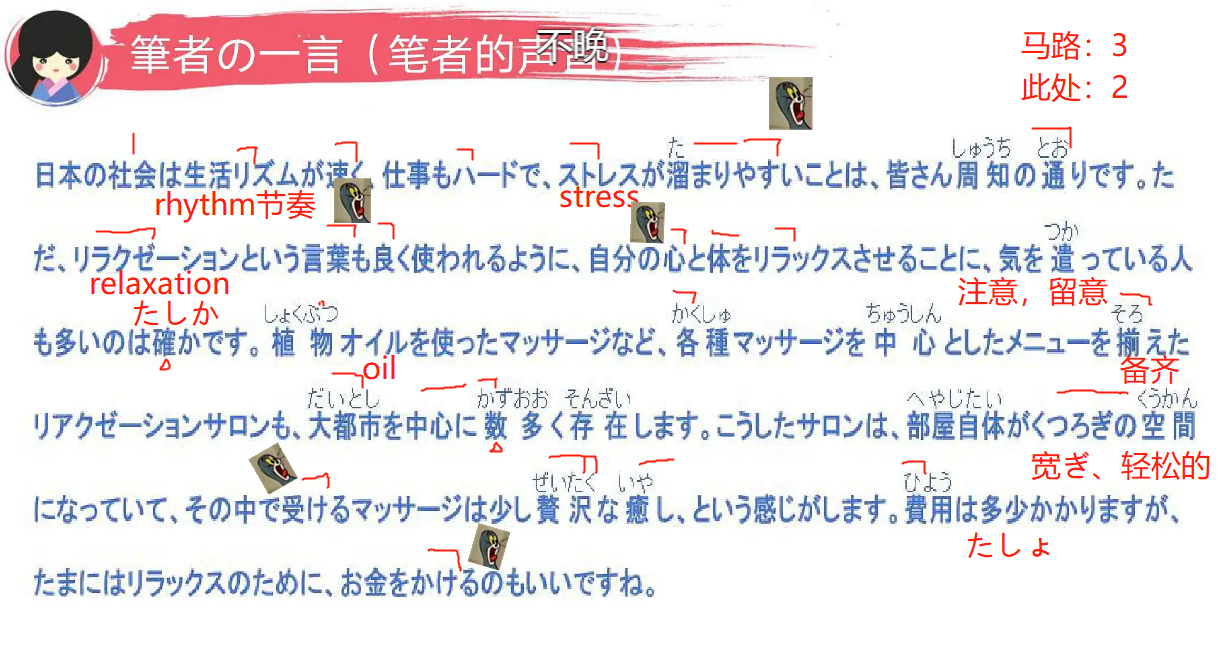 筆者の一言（笔者的声音）
不晚
马路：3
此处：2
た しゅうち とお
日本の社会は生活リズムが速く、仕事もハードで、ストレスが溜まりやすいことは、皆さん周知の通りです。た
rhythm节奏 stress
つか
だ、リラクゼーションという言葉も良く使われるように、自分の心と体をリラックスさせることに、気を遣っている人
relaxation 注意，留意
たしか しょくぶつ かくしゅ ちゅうしん そろ
も多いのは確かです。植物オイルを使ったマッサージなど、各種マッサージを中心としたメニューを揃えた
oil 备齐
だいとし かずおお そんざい へやじたい くうかん
リアクゼーションサロンも、大都市を中心に数多く存在します。こうしたサロンは、部屋自体がくつろぎの空間
宽ぎ、轻松的
ぜいたく いや ひよう
になっていて、その中で受けるマッサージは少し贅沢な癒し、という感じがします。費用は多少かかりますが、
たしょ
たまにはリラックスのために、お金をかけるのもいいですね。